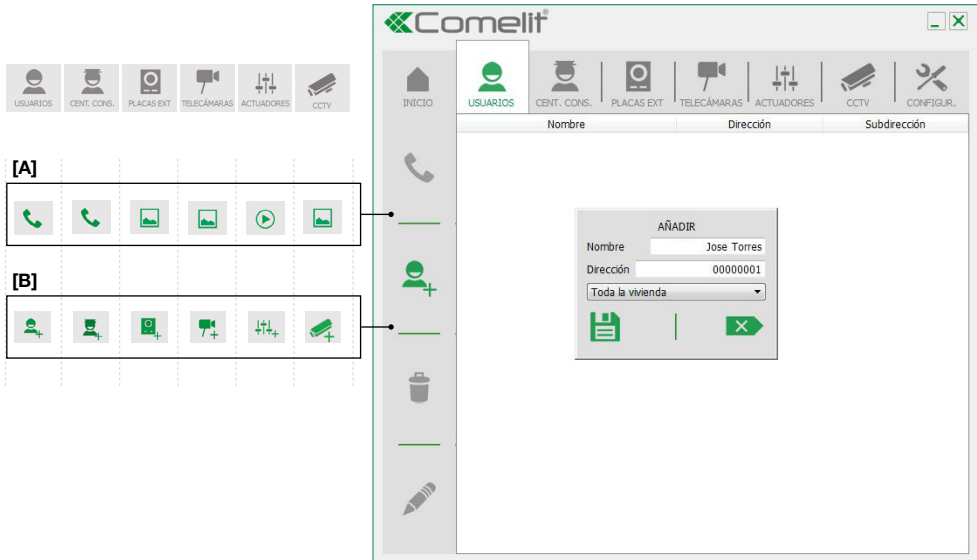 Comelit®
USUARIOS CENT. CONS. PLACAS EXT TELECÁMARAS ACTUADORES CCTV
INICIO USUARIOS CENT. CONS. PLACAS EXT TELECÁMARAS ACTUADORES CCTV CONFIGUR.
Nombre Dirección Subdirección
[A]
[B]
AÑADIR
Nombre Jose Torres
Dirección 00000001
Toda la vivienda